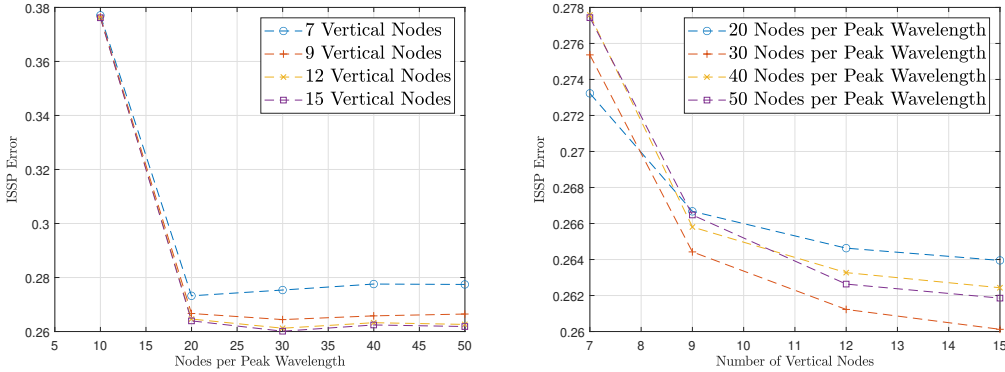 0.38
0.36
0.34
0.32
0.3
0.28
0.26
ISSP Error
7 Vertical Nodes
9 Vertical Nodes
12 Vertical Nodes
15 Vertical Nodes
5 10 15 20 25 30 35 40 45 50
Nodes per Peak Wavelength
0.278
0.276
0.274
0.272
0.27
0.268
0.266
0.264
0.262
0.26
ISSP Error
20 Nodes per Peak Wavelength
30 Nodes per Peak Wavelength
40 Nodes per Peak Wavelength
50 Nodes per Peak Wavelength
7 8 9 10 11 12 13 14 15
Number of Vertical Nodes